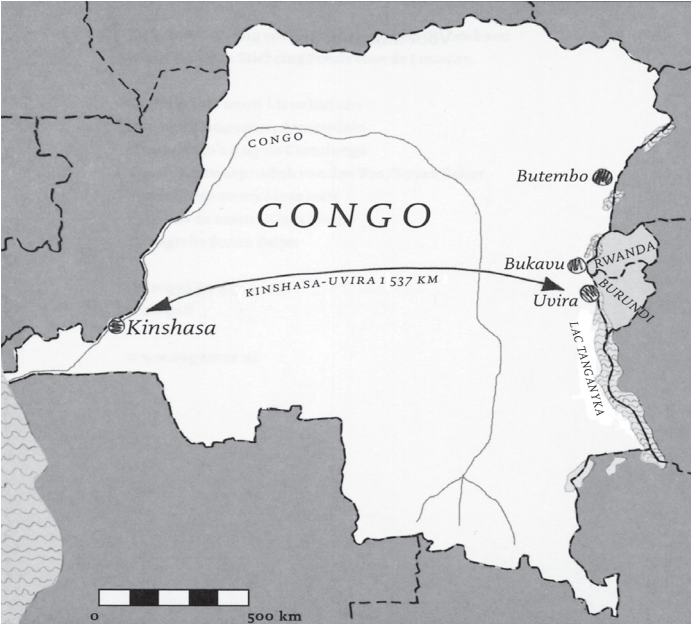 CONGO
Butembo
CONGO
RWANDA
Bukavu
BURUNDI
KINSHASA-UVIRA 1 537 KM
Uvira
Kinshasa
LAC TANGANYKA
0 500 km